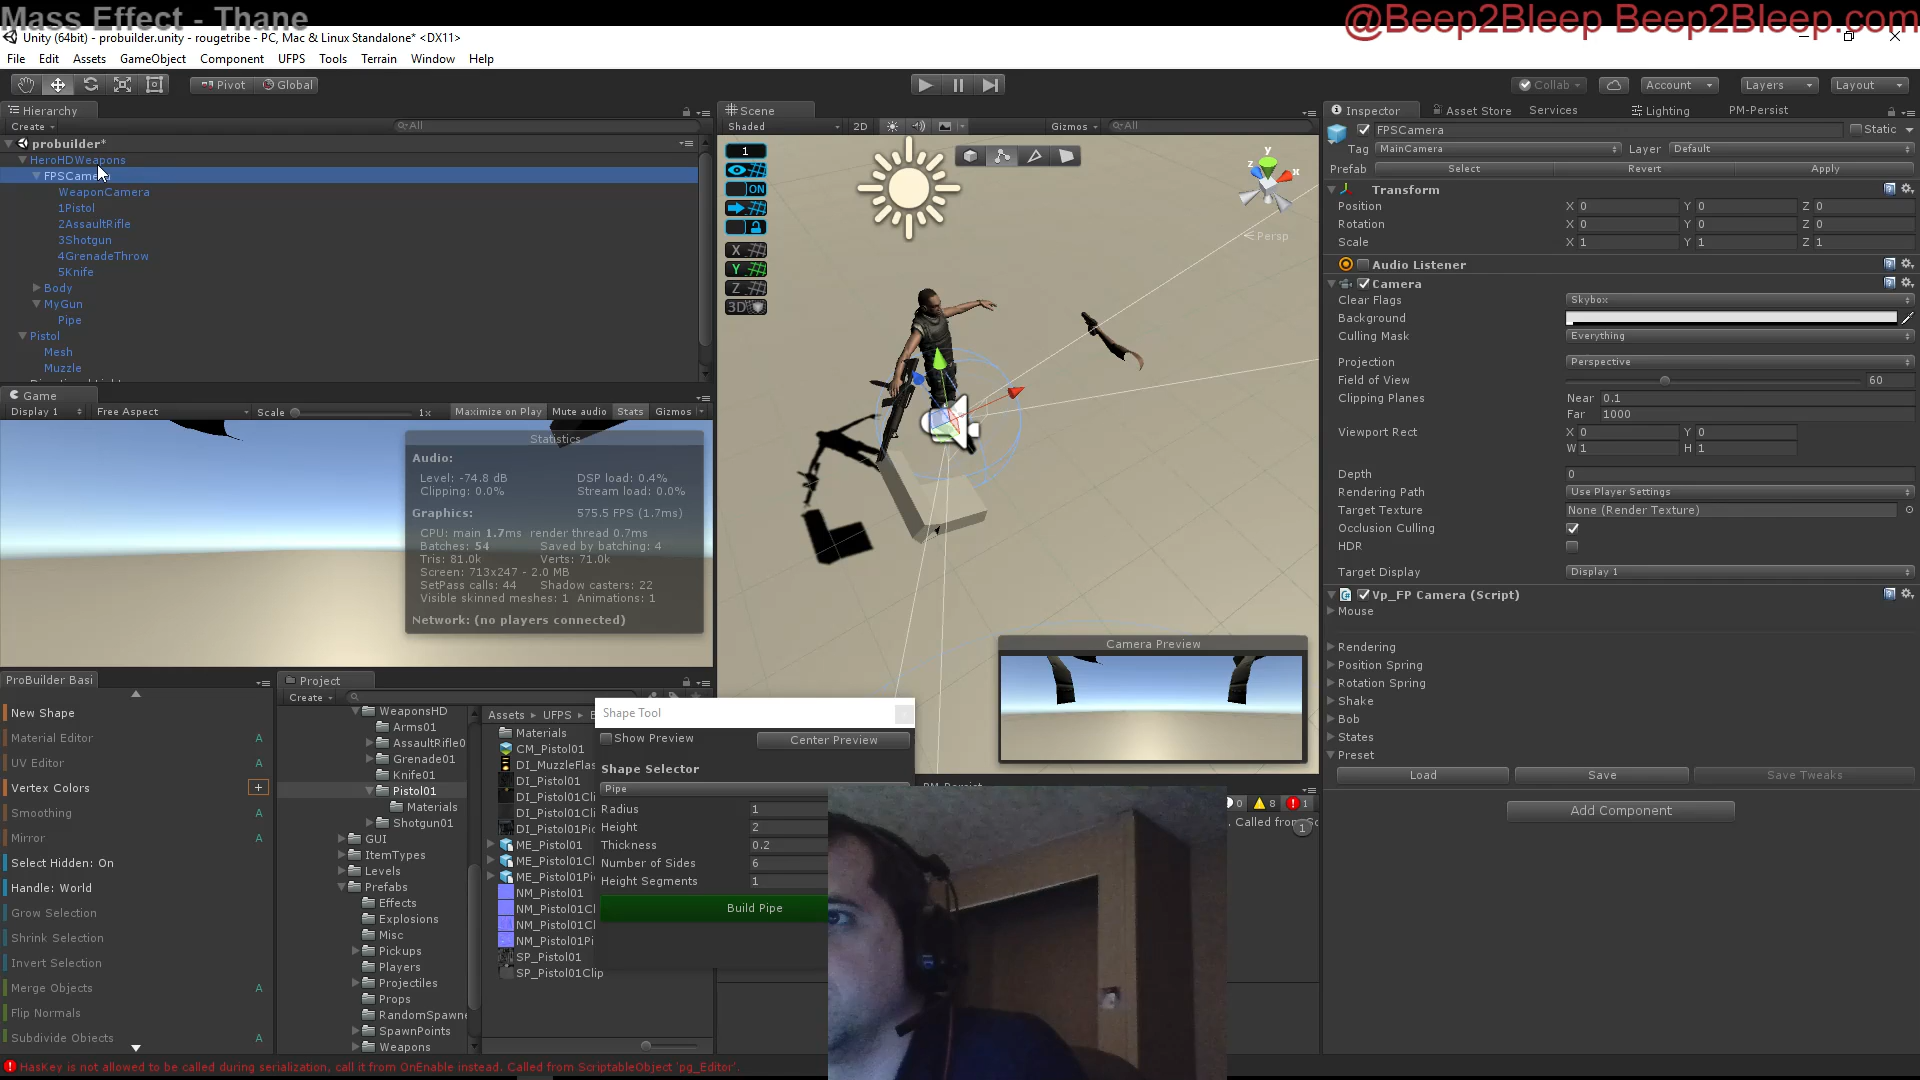 Mass Effect - Thane
@Beep2Bleep Beep2Bleep.com
Unity (64bit) - probuilder.unity - rougetribe - PC, Mac & Linux Standalone* <DX11>
File Edit Assets GameObject Component UFPS Tools Terrain Window Help
Pivot Global
Collab Account Layers Layout
Hierarchy
Create All
probuilder*
HeroHDWeapons
FPSCamera
WeaponCamera
1Pistol
2AssaultRifle
3Shotgun
4GrenadeThrow
5Knife
Body
MyGun
Pipe
Pistol
Mesh
Muzzle
Scene
Shaded 2D Gizmos All
1
ON
X
Y
Z
3D
y
z x
Persp
Camera Preview
Game
Display 1 Free Aspect Scale 1x Maximize on Play Mute audio Stats Gizmos
Statistics
Audio:
Level: -74.8 dB DSP load: 0.4%
Clipping: 0.0% Stream load: 0.0%
Graphics: 575.5 FPS (1.7ms)
CPU: main 1.7ms render thread 0.7ms
Batches: 54 Saved by batching: 4
Tris: 81.0k Verts: 71.0k
Screen: 713x247 - 2.0 MB
SetPass calls: 44 Shadow casters: 22
Visible skinned meshes: 1 Animations: 1
Network: (no players connected)
ProBuilder Basi
New Shape
Material Editor A
UV Editor A
Vertex Colors +
Smoothing A
Mirror A
Select Hidden: On
Handle: World
Grow Selection A
Shrink Selection
Invert Selection
Merge Objects A
Flip Normals
Subdivide Objects A
Project
Create
WeaponsHD
Arms01
AssaultRifle0
Grenade01
Knife01
Pistol01
Materials
Shotgun01
GUI
ItemTypes
Levels
Prefabs
Effects
Explosions
Misc
Pickups
Players
Projectiles
Props
RandomSpawne
SpawnPoints
Weapons
Assets UFPS
Materials
CM_Pistol01
DI_MuzzleFlas
DI_Pistol01
DI_Pistol01Cli
DI_Pistol01Cli
DI_Pistol01Pic
ME_Pistol01
ME_Pistol01Cl
ME_Pistol01Pi
NM_Pistol01
NM_Pistol01Cl
NM_Pistol01Cl
NM_Pistol01Pi
SP_Pistol01
SP_Pistol01Clip
Shape Tool
Show Preview Center Preview
Shape Selector
Pipe
Radius 1
Height 2
Thickness 0.2
Number of Sides 6
Height Segments 1
Build Pipe
PM-Persist
0 8 1
. Called from
1
Inspector Asset Store Services Lighting PM-Persist
FPSCamera Static
Tag MainCamera Layer Default
Prefab Select Revert Apply
Transform
Position X 0 Y 0 Z 0
Rotation X 0 Y 0 Z 0
Scale X 1 Y 1 Z 1
Audio Listener
Camera
Clear Flags Skybox
Background
Culling Mask Everything
Projection Perspective
Field of View 60
Clipping Planes Near 0.1
Far 1000
Viewport Rect X 0 Y 0
W 1 H 1
Depth 0
Rendering Path Use Player Settings
Target Texture None (Render Texture)
Occlusion Culling
HDR
Target Display Display 1
Vp_FP Camera (Script)
Mouse
Rendering
Position Spring
Rotation Spring
Shake
Bob
States
Preset
Load Save Save Tweaks
Add Component
HasKey is not allowed to be called during serialization, call it from OnEnable instead. Called from ScriptableObject 'pg_Editor'.